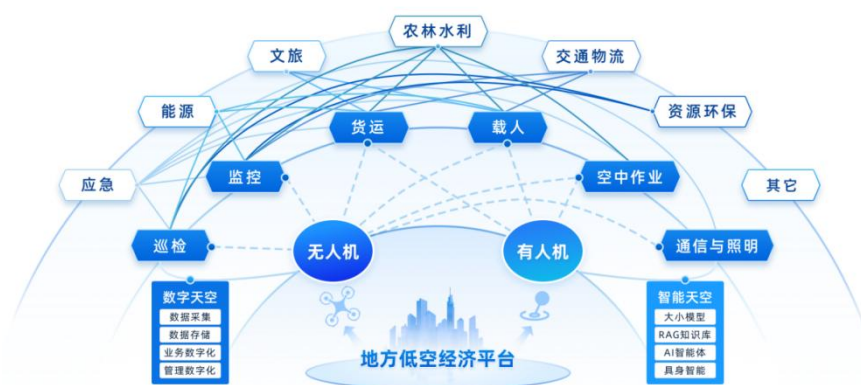 农林水利
文旅
交通物流
能源
资源环保
货运
载人
应急
监控
空中作业
其它
巡检
无人机
有人机
通信与照明
数字天空
数据采集
数据存储
业务数字化
管理数字化
智能天空
大小模型
RAG知识库
AI智能体
具身智能
地方低空经济平台